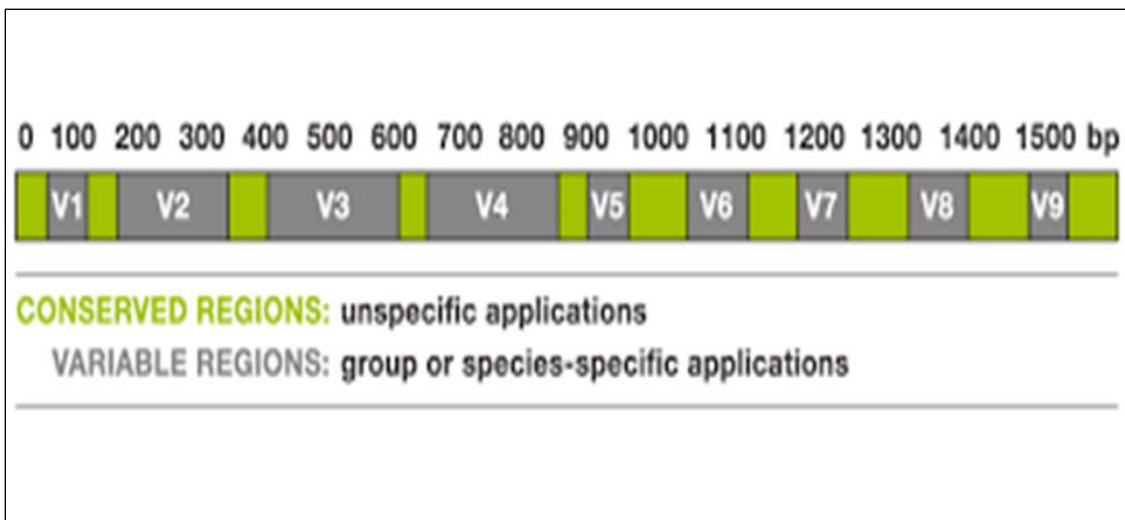 0 100 200 300 400 500 600 700 800 900 1000 1100 1200 1300 1400 1500 bp
V1 V2 V3 V4 V5 V6 V7 V8 V9
CONSERVED REGIONS: unspecific applications
VARIABLE REGIONS: group or species-specific applications